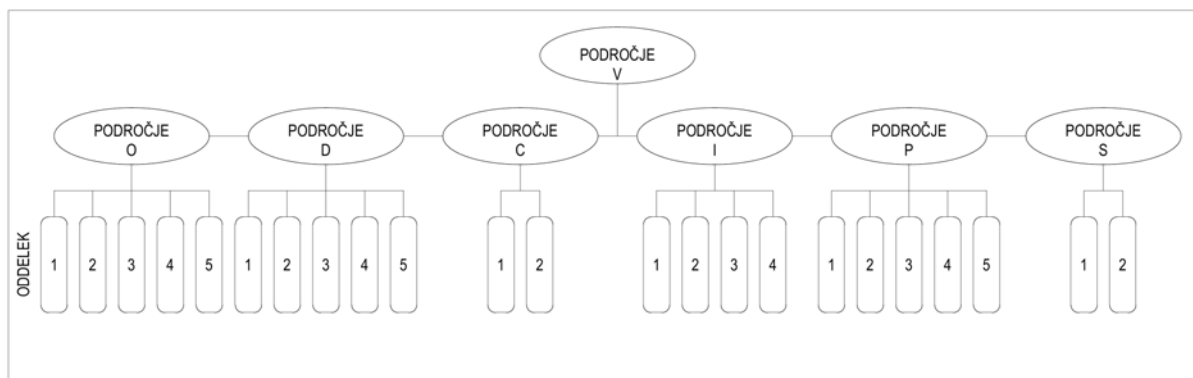 PODROČJE
V
PODROČJE
O
PODROČJE
D
PODROČJE
C
PODROČJE
I
PODROČJE
P
PODROČJE
S
ODDELEK
1 2 3 4 5 1 2 3 4 5 1 2 1 2 3 4 1 2 3 4 5 1 2